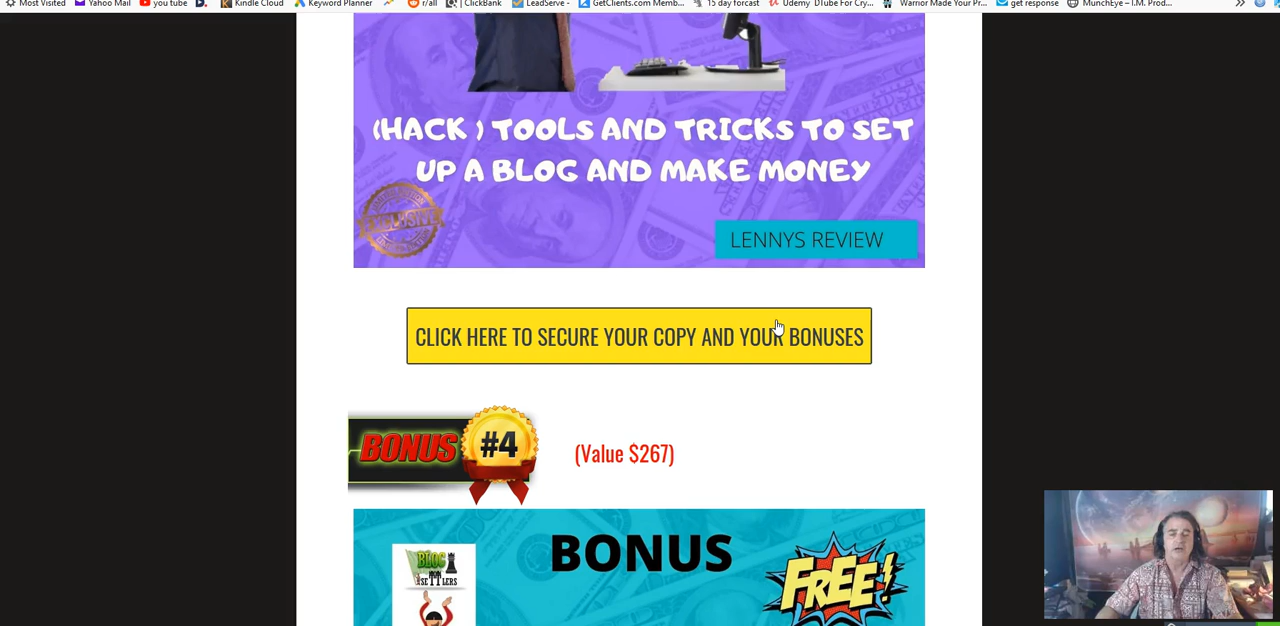 Most Visited Yahoo Mail you tube Kindle Cloud Keyword Planner r/all ClickBank LeadServe - GetClients.com Memb... 15 day forcast Udemy DTube For Cry... Warrior Made Your Pr... get response MunchEye – I.M. Prod...
(HACK ) TOOLS AND TRICKS TO SET
UP A BLOG AND MAKE MONEY
EXCLUSIVE
LENNYS REVIEW
CLICK HERE TO SECURE YOUR COPY AND YOUR BONUSES
BONUS #4 (Value $267)
BONUS
FREE!
BLOG
SETTLERS